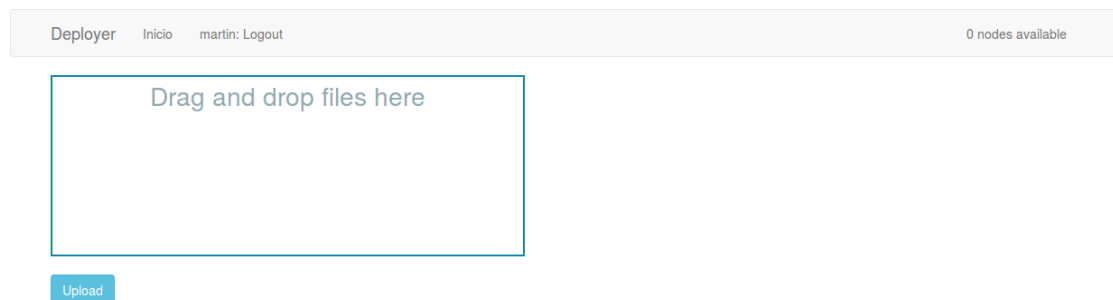 Deployer Inicio martin: Logout 0 nodes available
Drag and drop files here
Upload